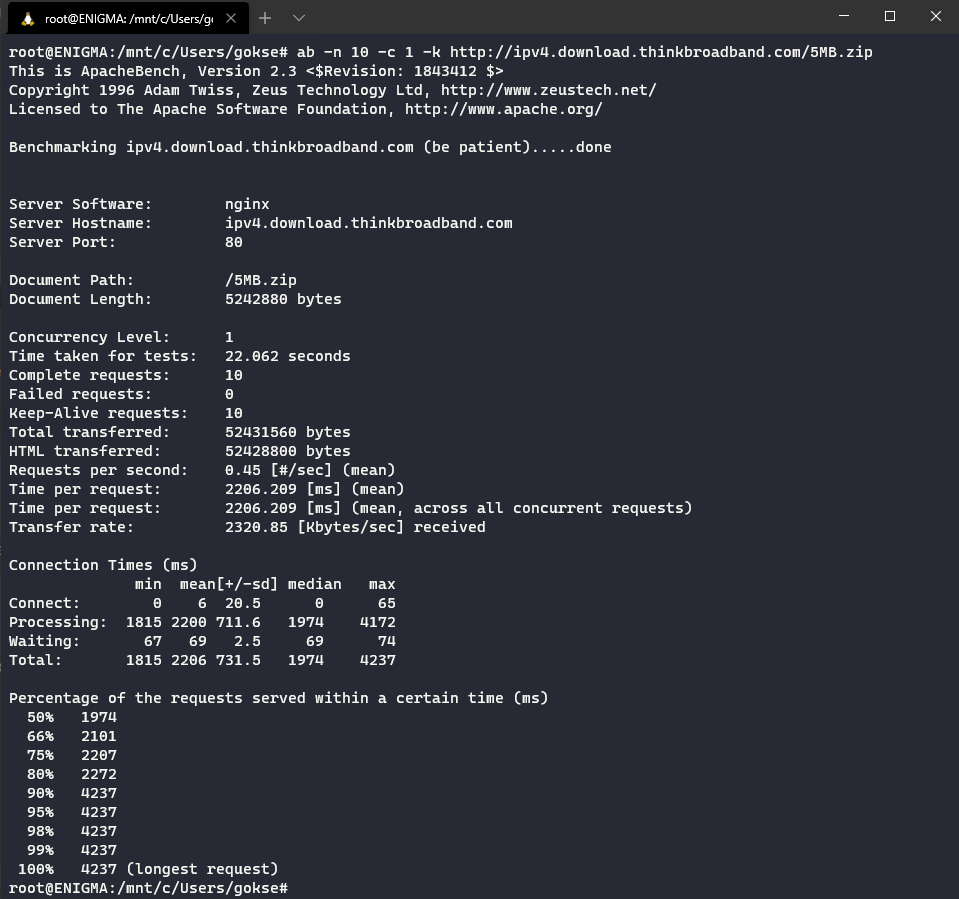 root@ENIGMA: /mnt/c/Users/go
root@ENIGMA:/mnt/c/Users/gokse# ab -n 10 -c 1 -k http://ipv4.download.thinkbroadband.com/5MB.zip
This is ApacheBench, Version 2.3 <$Revision: 1843412 $>
Copyright 1996 Adam Twiss, Zeus Technology Ltd, http://www.zeustech.net/
Licensed to The Apache Software Foundation, http://www.apache.org/
Benchmarking ipv4.download.thinkbroadband.com (be patient).....done
Server Software:        nginx
Server Hostname:        ipv4.download.thinkbroadband.com
Server Port:            80
Document Path:          /5MB.zip
Document Length:        5242880 bytes
Concurrency Level:      1
Time taken for tests:   22.062 seconds
Complete requests:      10
Failed requests:        0
Keep-Alive requests:    10
Total transferred:      52431560 bytes
HTML transferred:       52428800 bytes
Requests per second:    0.45 [#/sec] (mean)
Time per request:       2206.209 [ms] (mean)
Time per request:       2206.209 [ms] (mean, across all concurrent requests)
Transfer rate:          2320.85 [Kbytes/sec] received
Connection Times (ms)
              min  mean[+/-sd] median   max
Connect:        0    6  20.5      0      65
Processing:  1815 2200 711.6   1974    4172
Waiting:       67   69   2.5     69      74
Total:       1815 2206 731.5   1974    4237
Percentage of the requests served within a certain time (ms)
  50%   1974
  66%   2101
  75%   2207
  80%   2272
  90%   4237
  95%   4237
  98%   4237
  99%   4237
 100%   4237 (longest request)
root@ENIGMA:/mnt/c/Users/gokse#